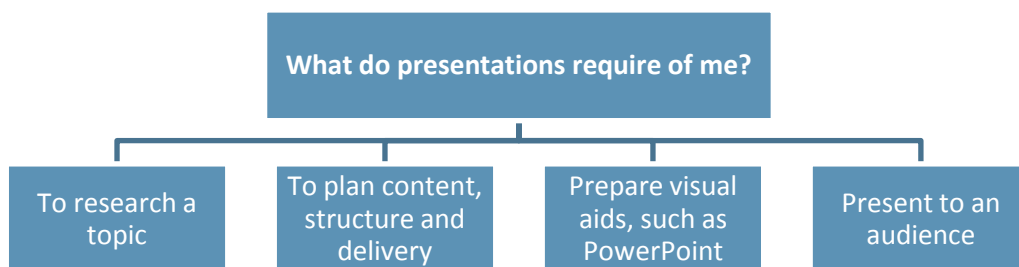 What do presentations require of me?
To research a
topic
To plan content,
structure and
delivery
Prepare visual
aids, such as
PowerPoint
Present to an
audience